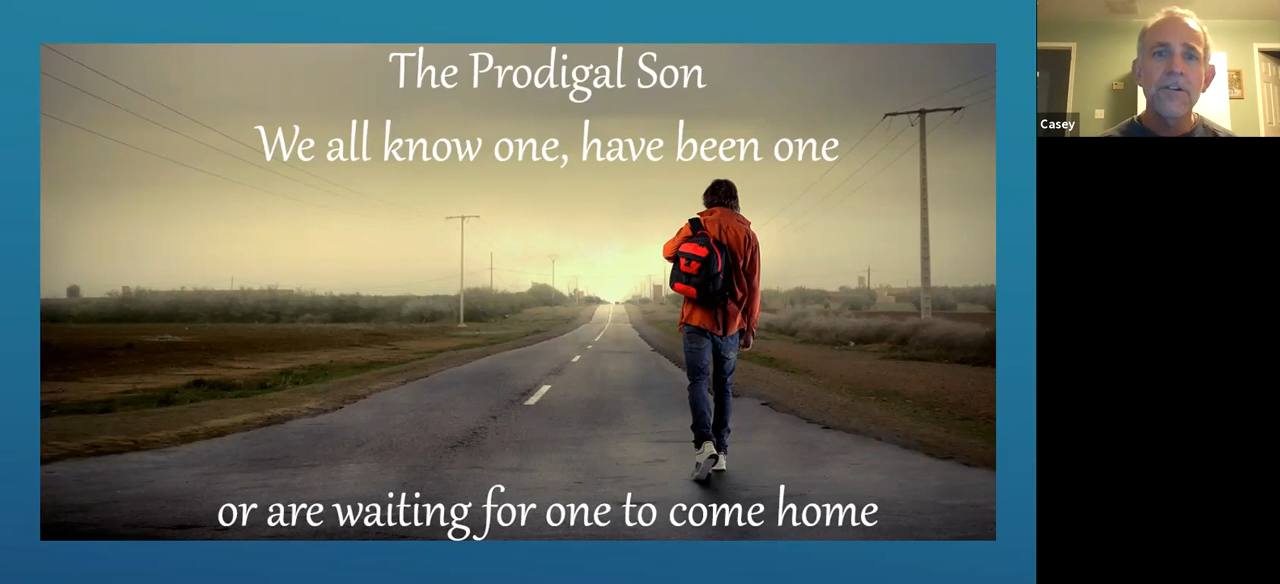 The Prodigal Son
We all know one, have been one
or are waiting for one to come home
Casey